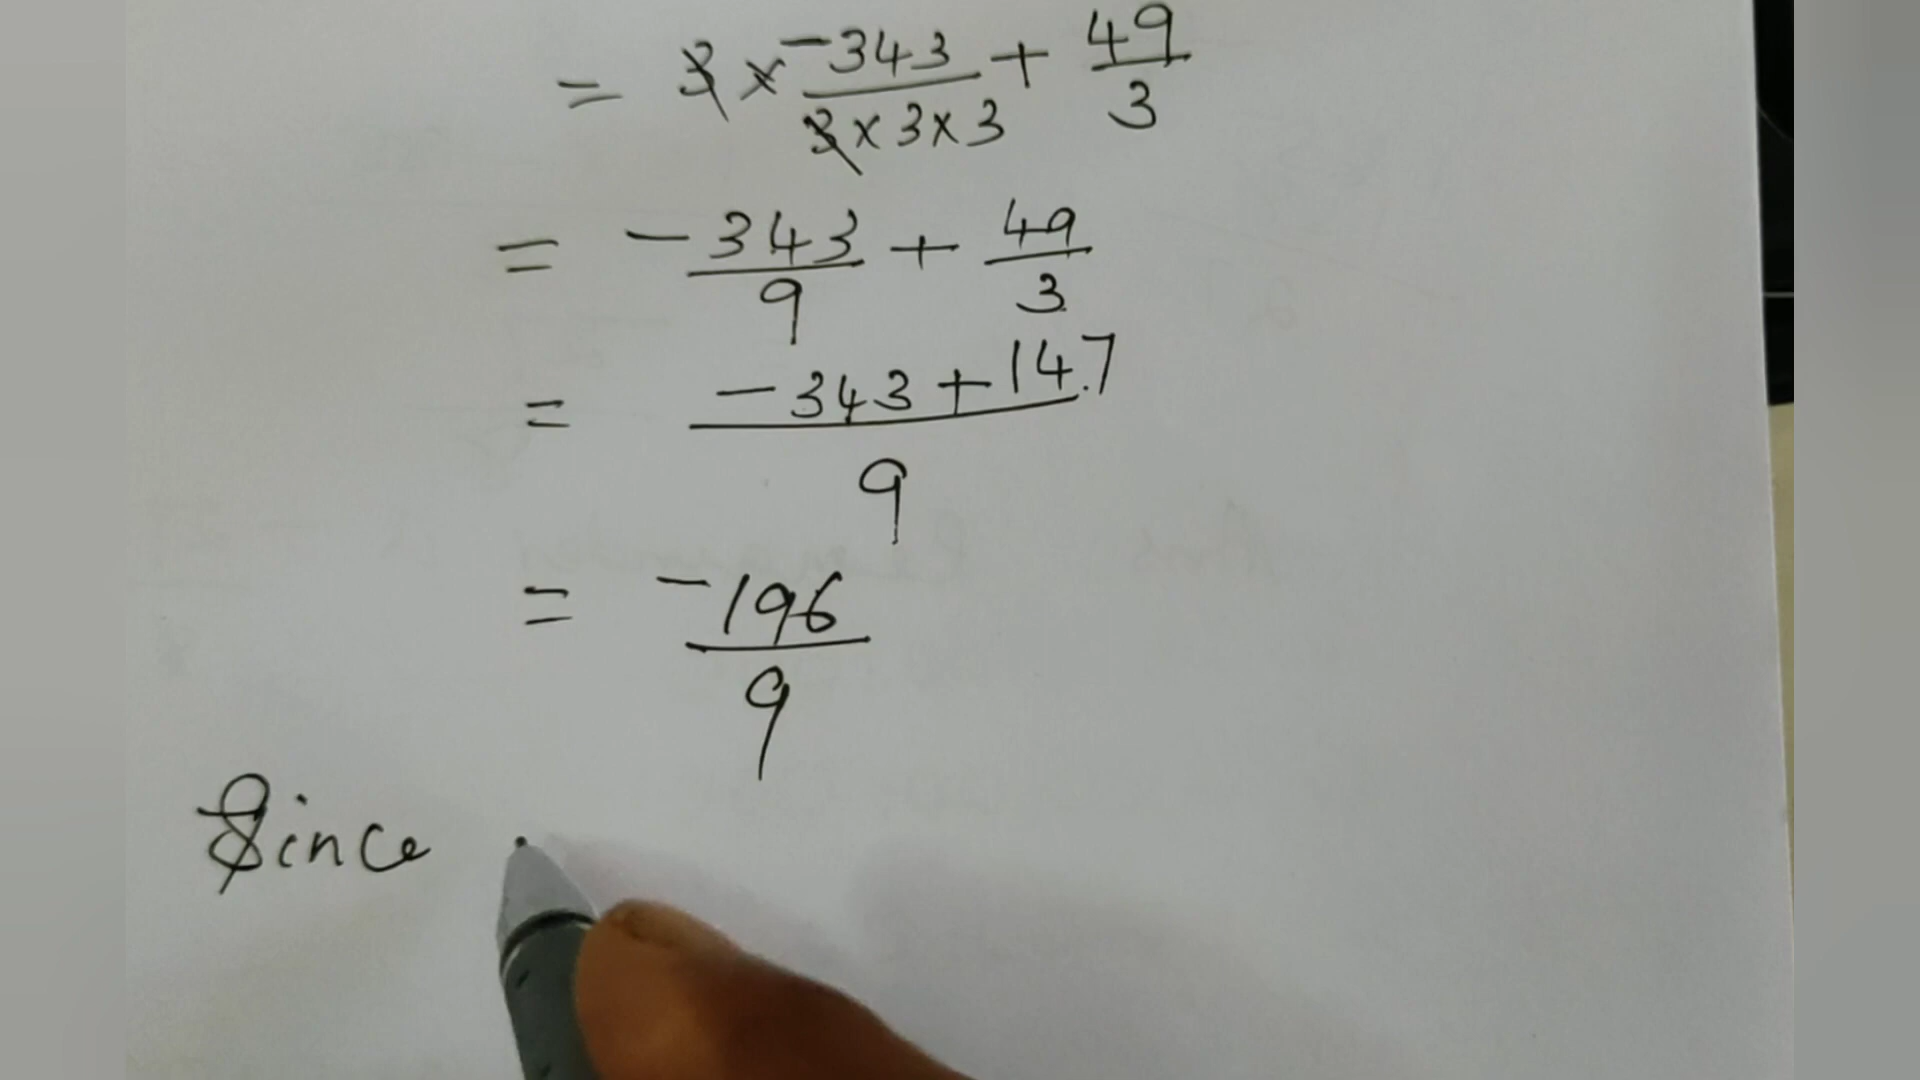 = 3 × -343/3×3×3 + 49/3
= -343/9 + 49/3
= -343+147/9
= -196/9
Since